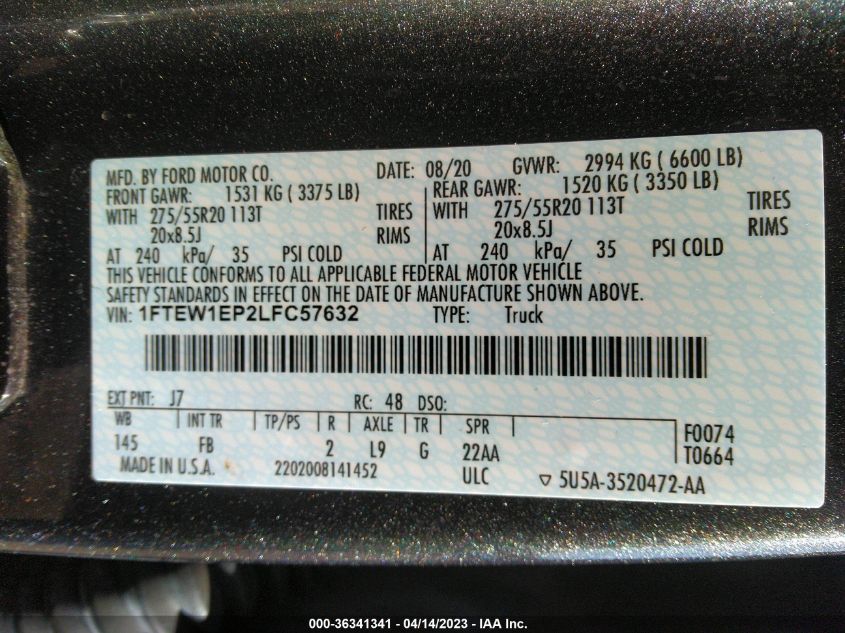 MFD. BY FORD MOTOR CO. DATE: 08/20 GVWR: 2994 KG ( 6600 LB)
FRONT GAWR: 1531 KG ( 3375 LB) REAR GAWR: 1520 KG ( 3350 LB)
WITH 275/55R20 113T TIRES WITH 275/55R20 113T TIRES
20x8.5J RIMS 20x8.5J RIMS
AT 240 kPa/ 35 PSI COLD AT 240 kPa/ 35 PSI COLD
THIS VEHICLE CONFORMS TO ALL APPLICABLE FEDERAL MOTOR VEHICLE
SAFETY STANDARDS IN EFFECT ON THE DATE OF MANUFACTURE SHOWN ABOVE.
VIN: 1FTEW1EP2LFC57632 TYPE: Truck
EXT PNT: J7 RC: 48 DSO:
WB INT TR TP/PS R AXLE TR SPR F0074
145 FB 2 L9 G 22AA T0664
MADE IN U.S.A. 2202008141452 ULC ▽ 5U5A-3520472-AA
000-36341341 / 04/14/2023 - IAA Inc.